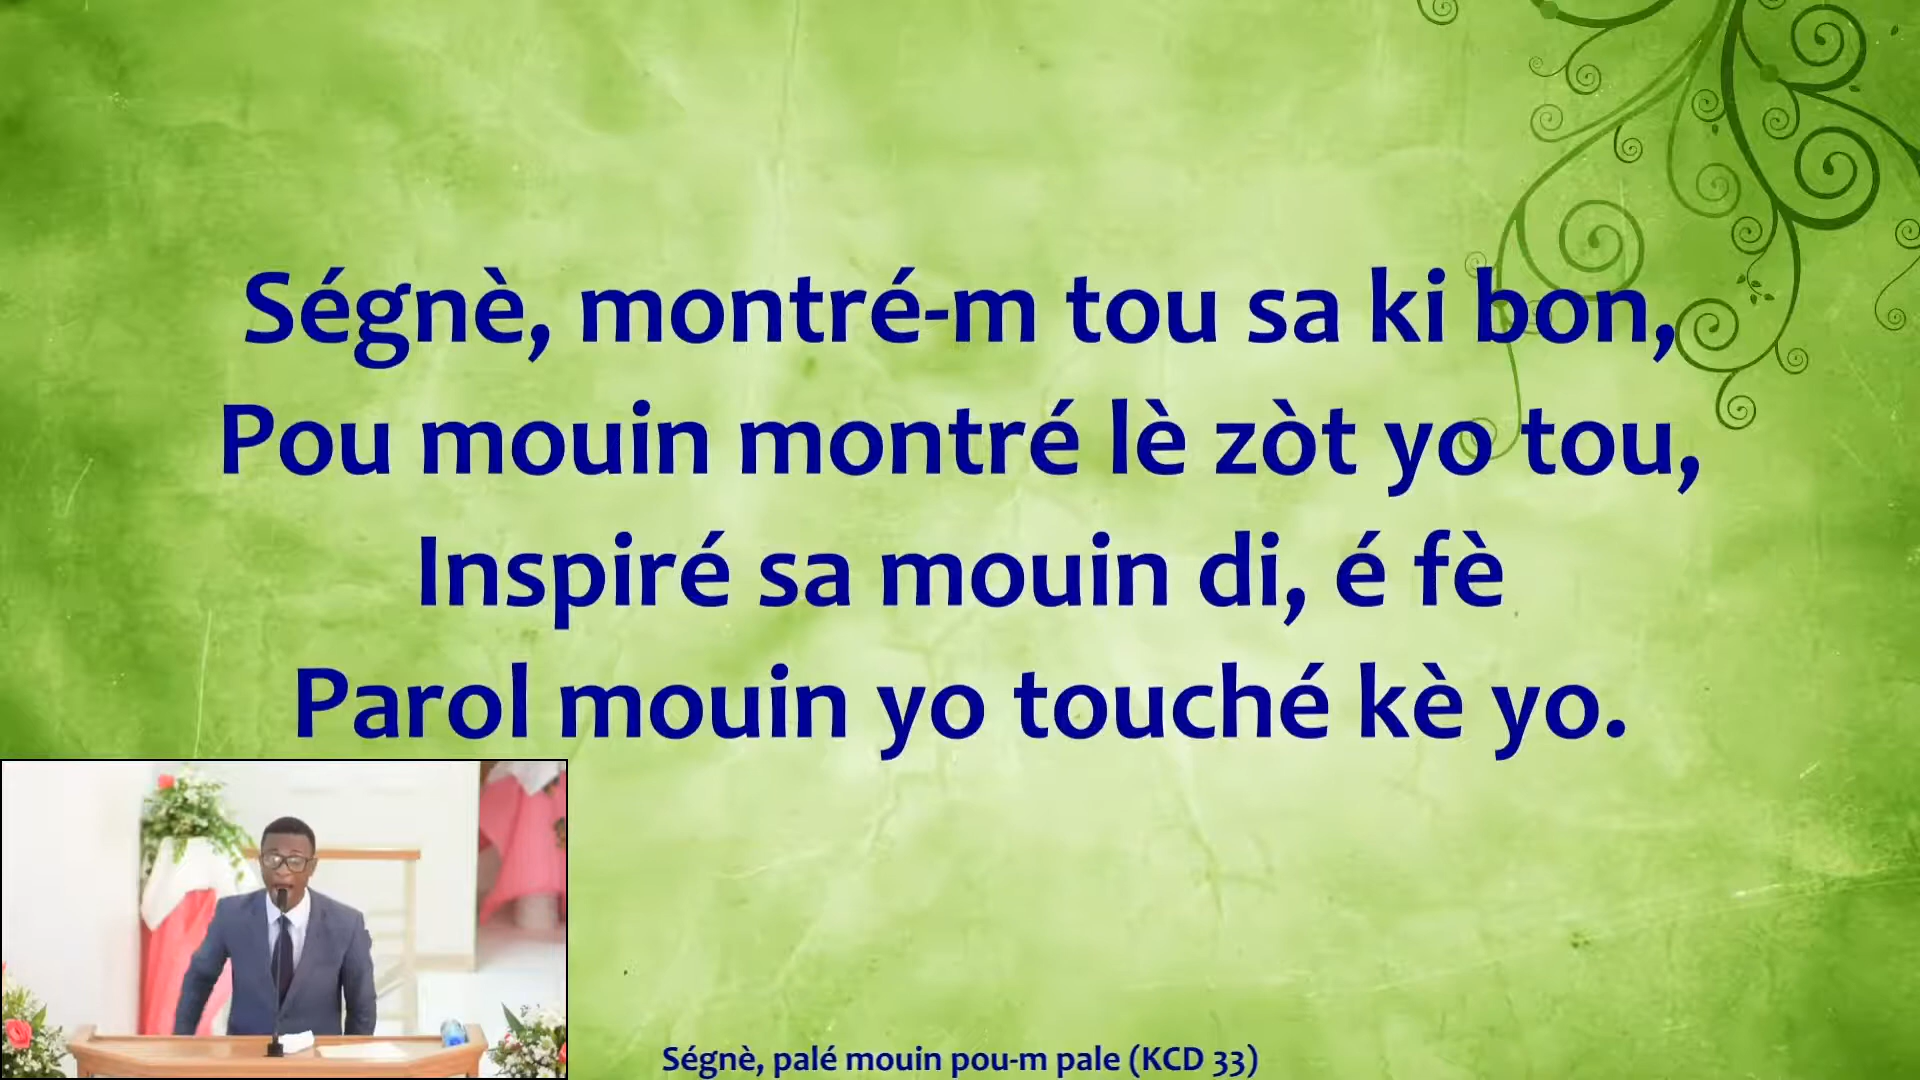 Ségnè, montré-m tou sa ki bon,
Pou mouin montré lè zòt yo tou,
Inspiré sa mouin di, é fè
Parol mouin yo touché kè yo.
Ségnè, palé mouin pou-m pale (KCD 33)